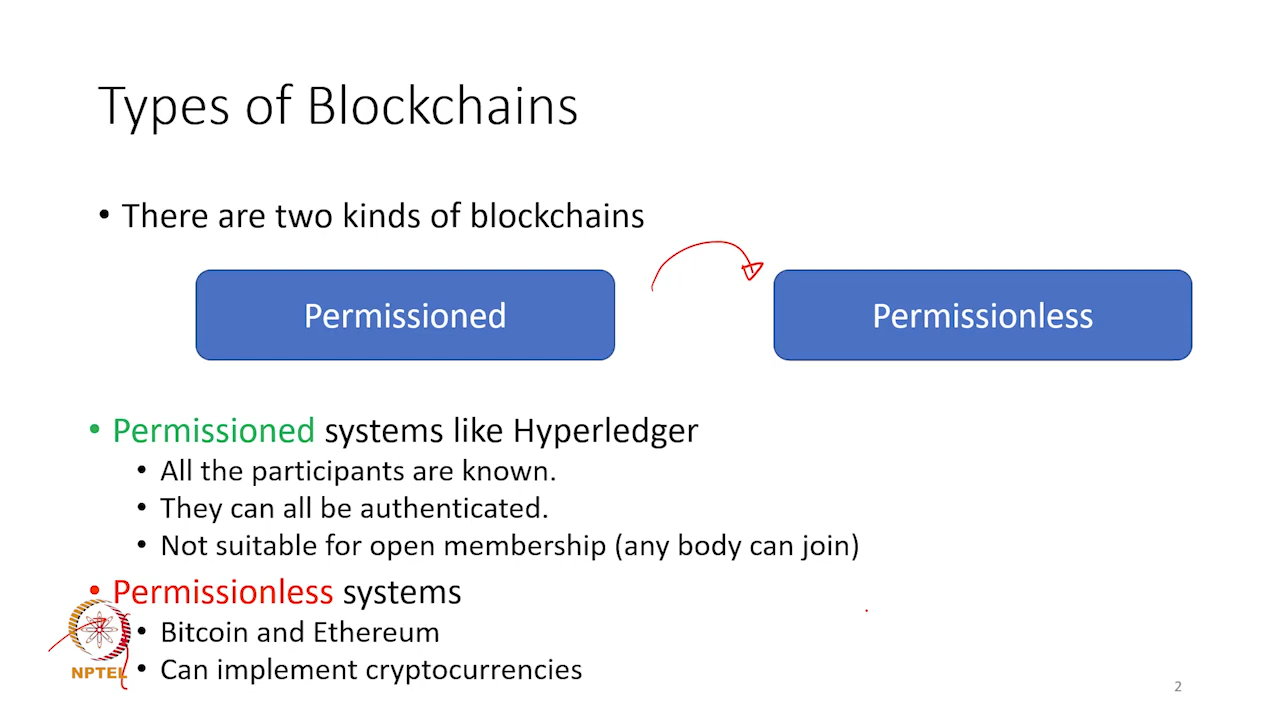 Types of Blockchains
• There are two kinds of blockchains
Permissioned
Permissionless
• Permissioned systems like Hyperledger
• All the participants are known.
• They can all be authenticated.
• Not suitable for open membership (any body can join)
• Permissionless systems
• Bitcoin and Ethereum
• Can implement cryptocurrencies
NPTEL
2